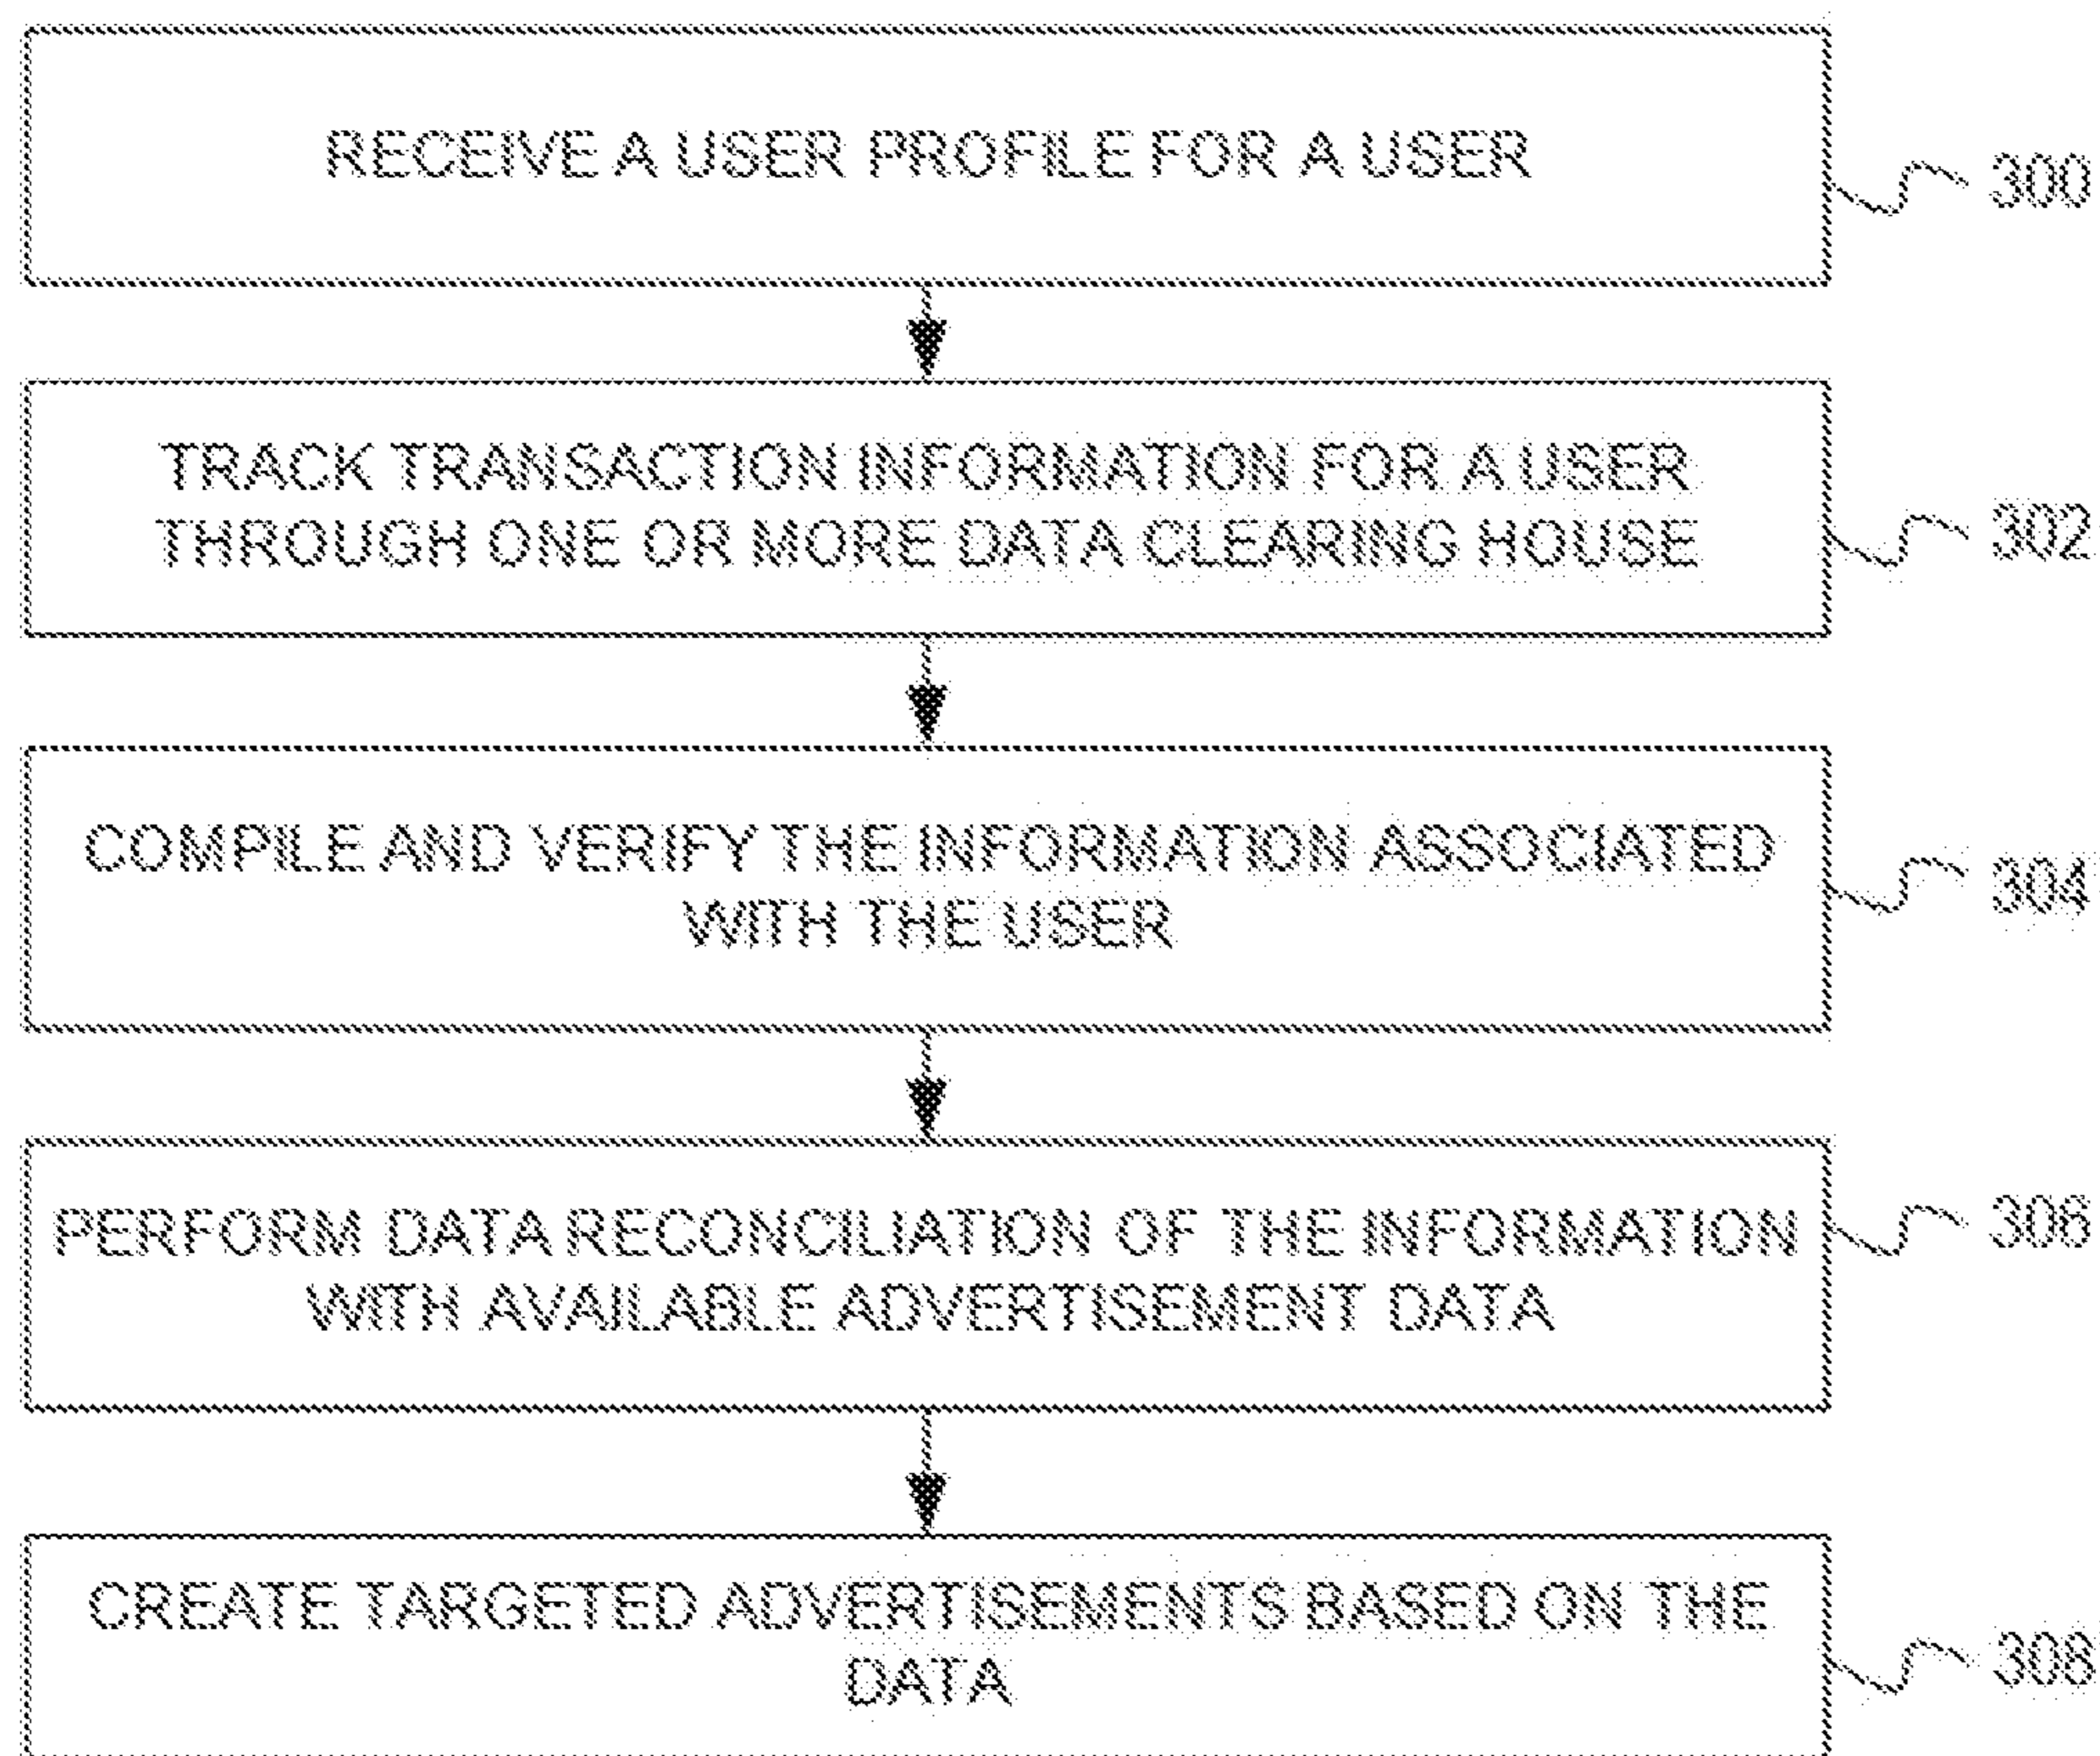 RECEIVE A USER PROFILE FOR A USER
300
TRACK TRANSACTION INFORMATION FOR A USER
THROUGH ONE OR MORE DATA CLEARING HOUSE
302
COMPILE AND VERIFY THE INFORMATION ASSOCIATED
WITH THE USER
304
PERFORM DATA RECONCILIATION OF THE INFORMATION
WITH AVAILABLE ADVERTISEMENT DATA
306
CREATE TARGETED ADVERTISEMENTS BASED ON THE
DATA
308